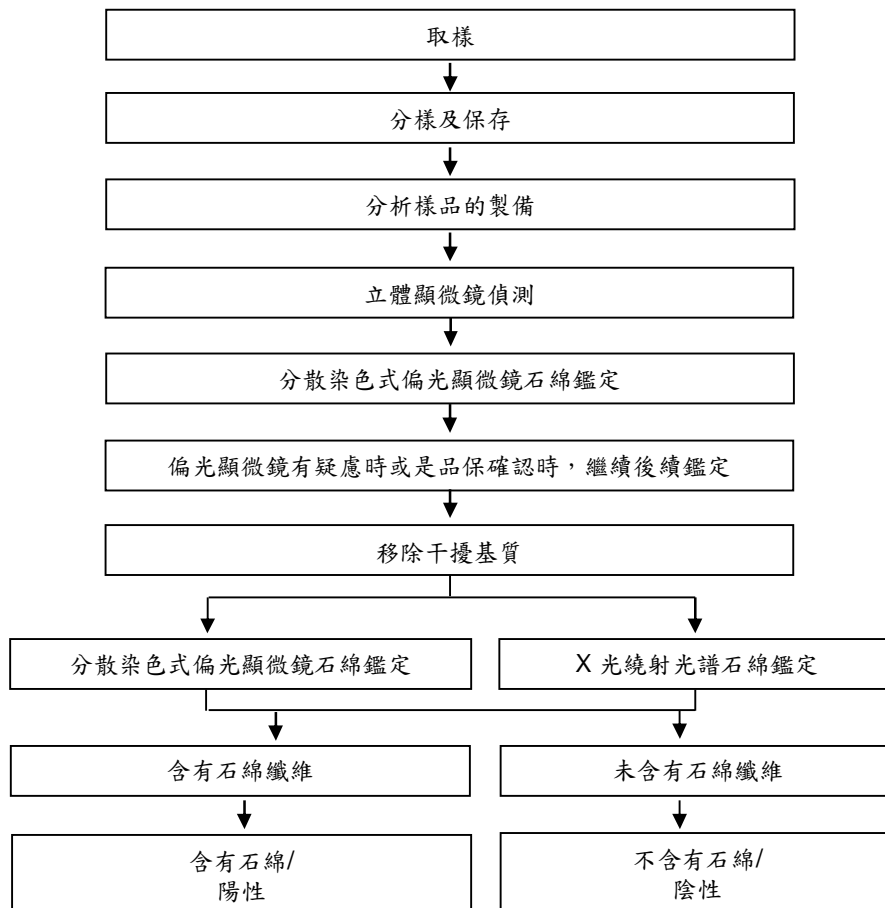 取樣
分樣及保存
分析樣品的製備
立體顯微鏡偵測
分散染色式偏光顯微鏡石綿鑑定
偏光顯微鏡有疑慮時或是品保確認時，繼續後續鑑定
移除干擾基質
分散染色式偏光顯微鏡石綿鑑定
X 光繞射光譜石綿鑑定
含有石綿纖維
未含有石綿纖維
含有石綿/
陽性
不含有石綿/
陰性